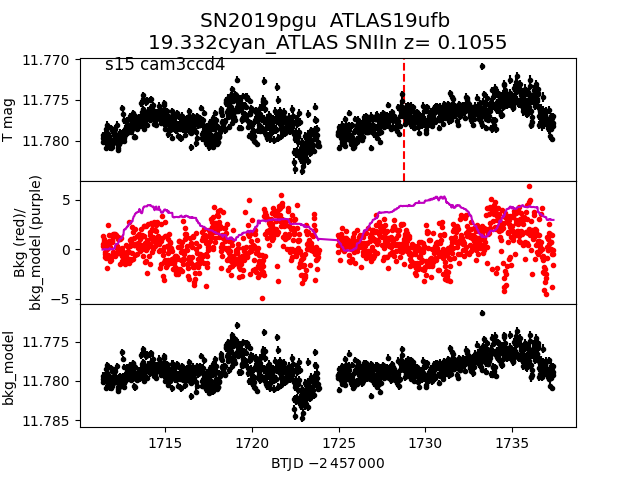 SN2019pgu ATLAS19ufb
19.332cyan_ATLAS SNIIn z= 0.1055
s15 cam3ccd4
T mag
11.770
11.775
11.780
Bkg (red)/
bkg_model (purple)
5
0
−5
bkg_model
11.775
11.780
11.785
1715 1720 1725 1730 1735
BTJD −2 457 000